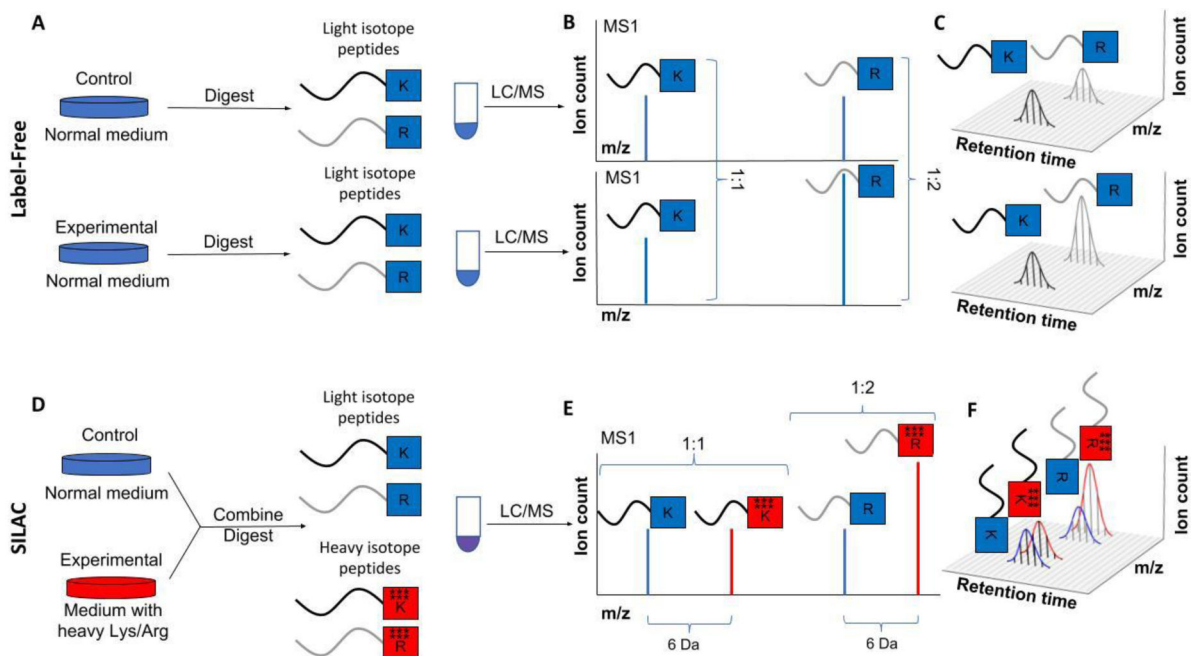 A
Label-Free
Control
Normal medium
Digest
Light isotope
peptides
K
R
LC/MS
Experimental
Normal medium
Digest
Light isotope
peptides
K
R
LC/MS
B
MS1
Ion count
m/z
K
R
1:1
1:2
MS1
Ion count
m/z
K
R
C
K
R
Ion count
m/z
Retention time
K
R
Ion count
m/z
Retention time
D
SILAC
Control
Normal medium
Experimental
Medium with
heavy Lys/Arg
Combine
Digest
Light isotope
peptides
K
R
Heavy isotope
peptides
K
R
LC/MS
E
MS1
1:1
1:2
Ion count
K
K
R
R
m/z
6 Da
6 Da
F
K
K
R
R
Ion count
m/z
Retention time